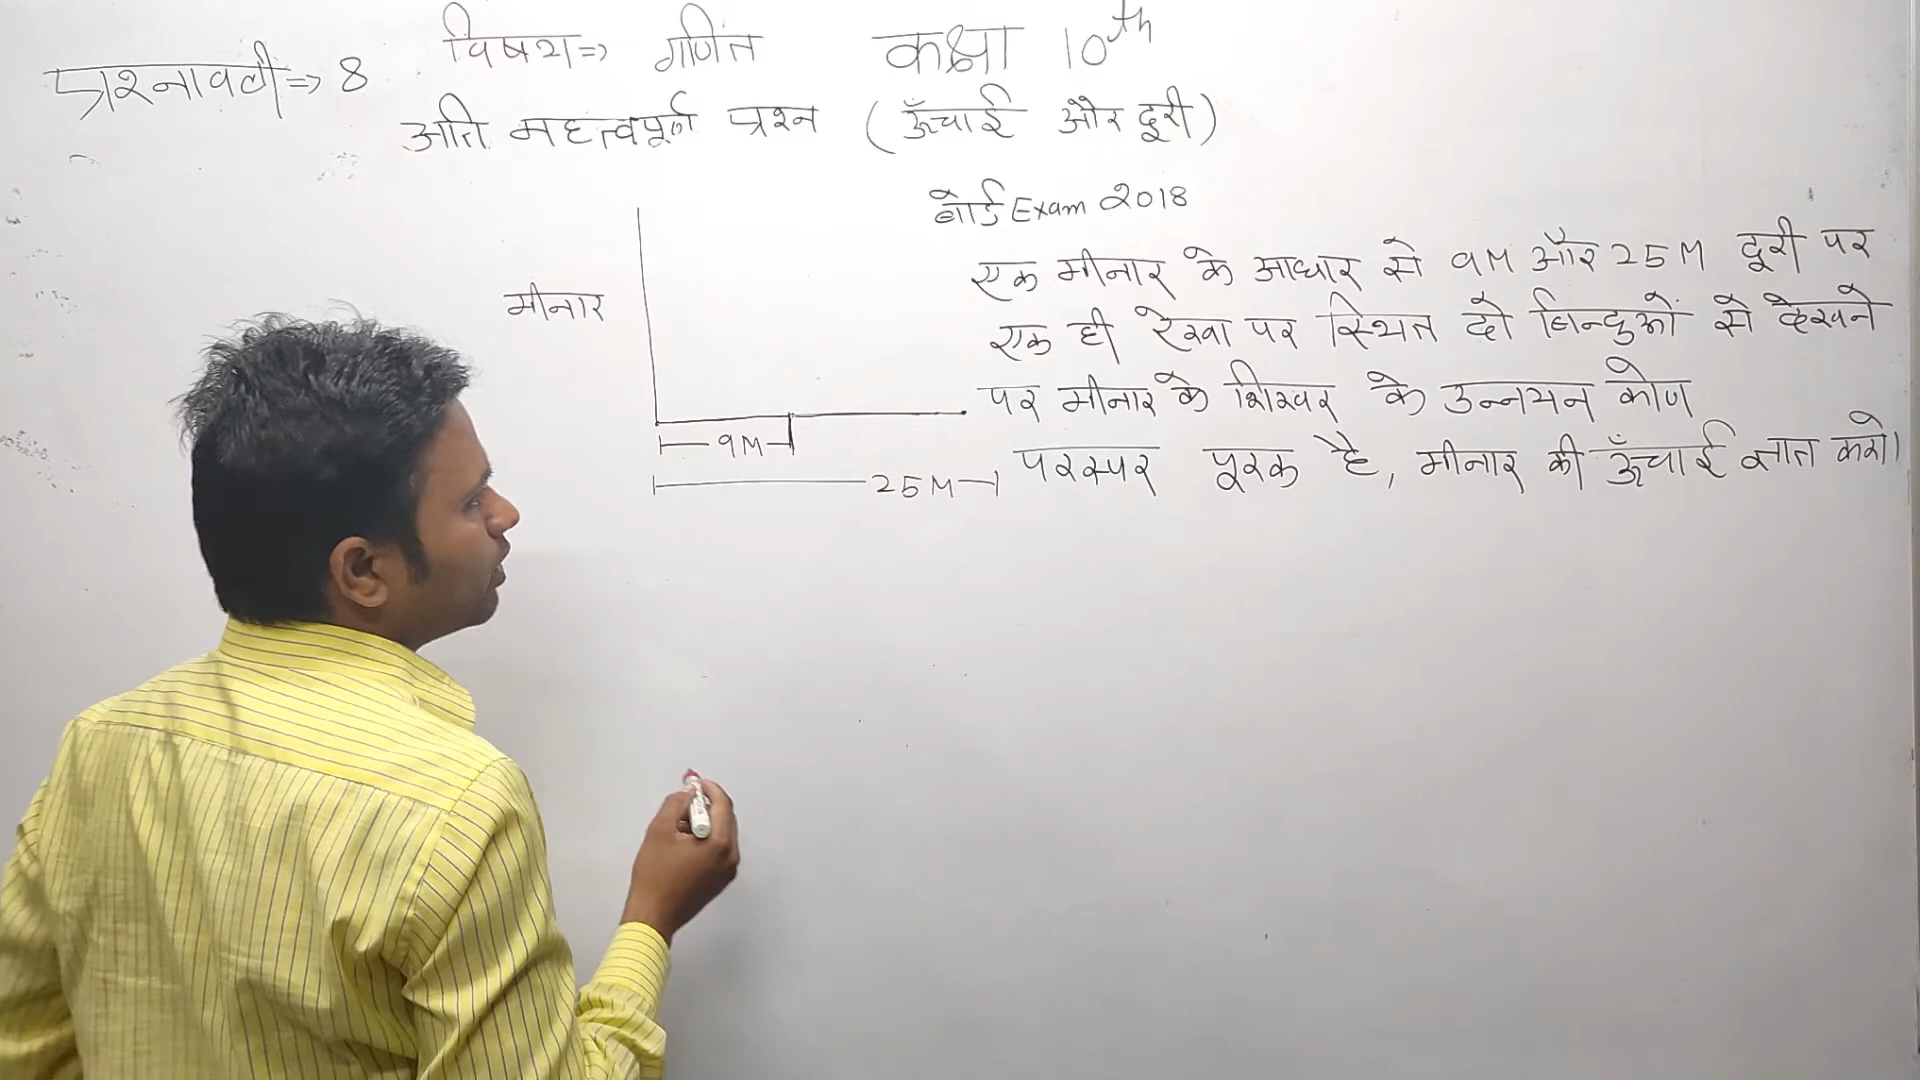 विषय=> गणित कक्षा 10th
प्रश्नावली=> 8
अति महत्वपूर्ण प्रश्न (ऊँचाई और दूरी)
बोर्ड Exam 2018
एक मीनार के आधार से 9M और 25M दूरी पर
एक ही रेखा पर स्थित दो बिन्दुओं से देखने
पर मीनार के शिखर के उन्नयन कोण
परस्पर पूरक है, मीनार की ऊँचाई ज्ञात करो।
मीनार
9M
25M